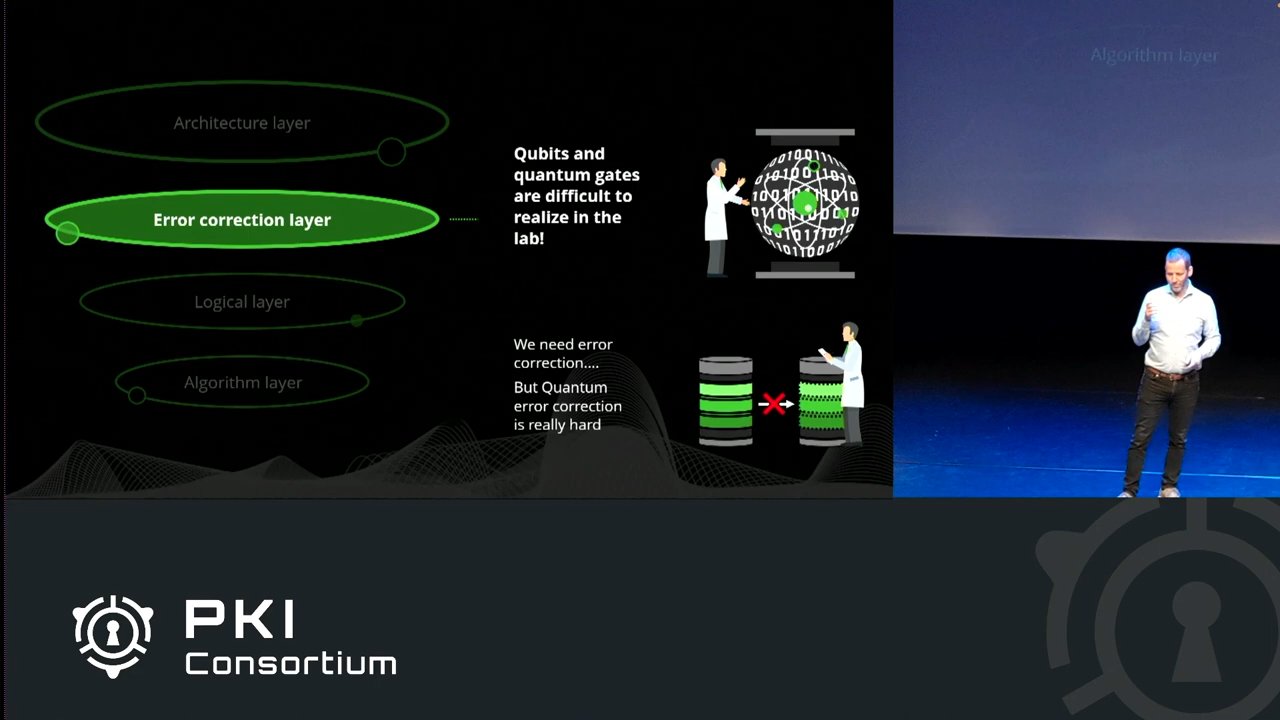 Architecture layer
Error correction layer
Logical layer
Algorithm layer
Qubits and
quantum gates
are difficult to
realize in the
lab!
We need error
correction....
But Quantum
error correction
is really hard
Algorithm layer
PKI
Consortium